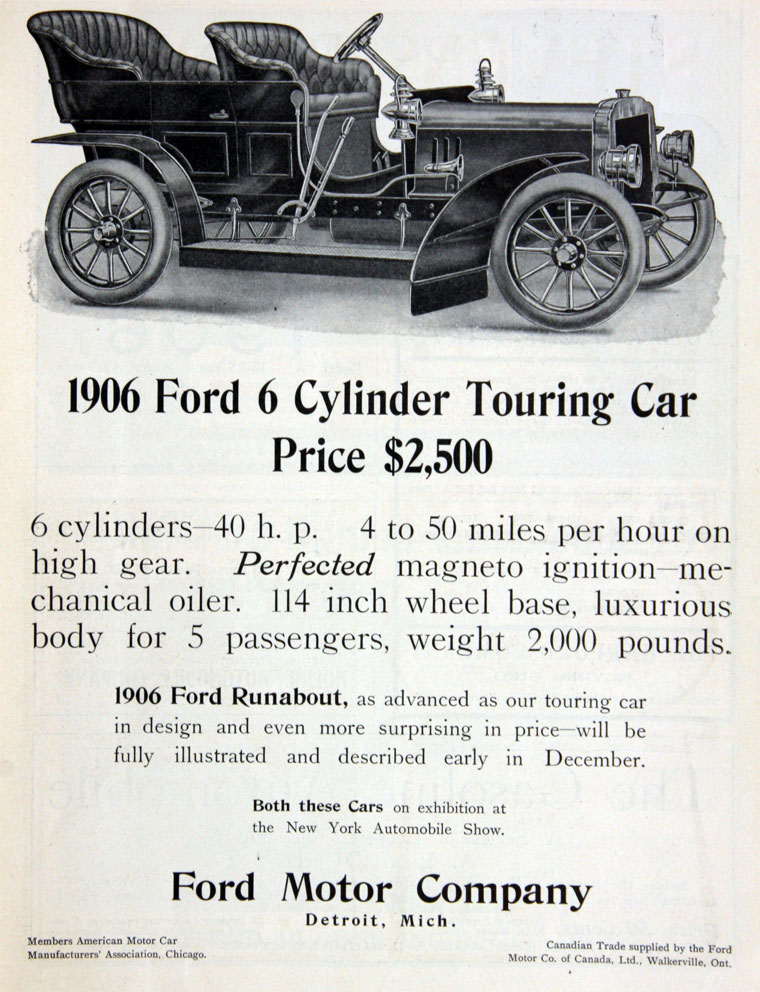 1906 Ford 6 Cylinder Touring Car
Price $2,500
6 cylinders—40 h. p. 4 to 50 miles per hour on
high gear. Perfected magneto ignition—me-
chanical oiler. 114 inch wheel base, luxurious
body for 5 passengers, weight 2,000 pounds.
1906 Ford Runabout, as advanced as our touring car
in design and even more surprising in price—will be
fully illustrated and described early in December.
Both these Cars on exhibition at
the New York Automobile Show.
Ford Motor Company
Detroit, Mich.
Members American Motor Car
Manufacturers' Association, Chicago.
Canadian Trade supplied by the Ford
Motor Co. of Canada, Ltd., Walkerville, Ont.